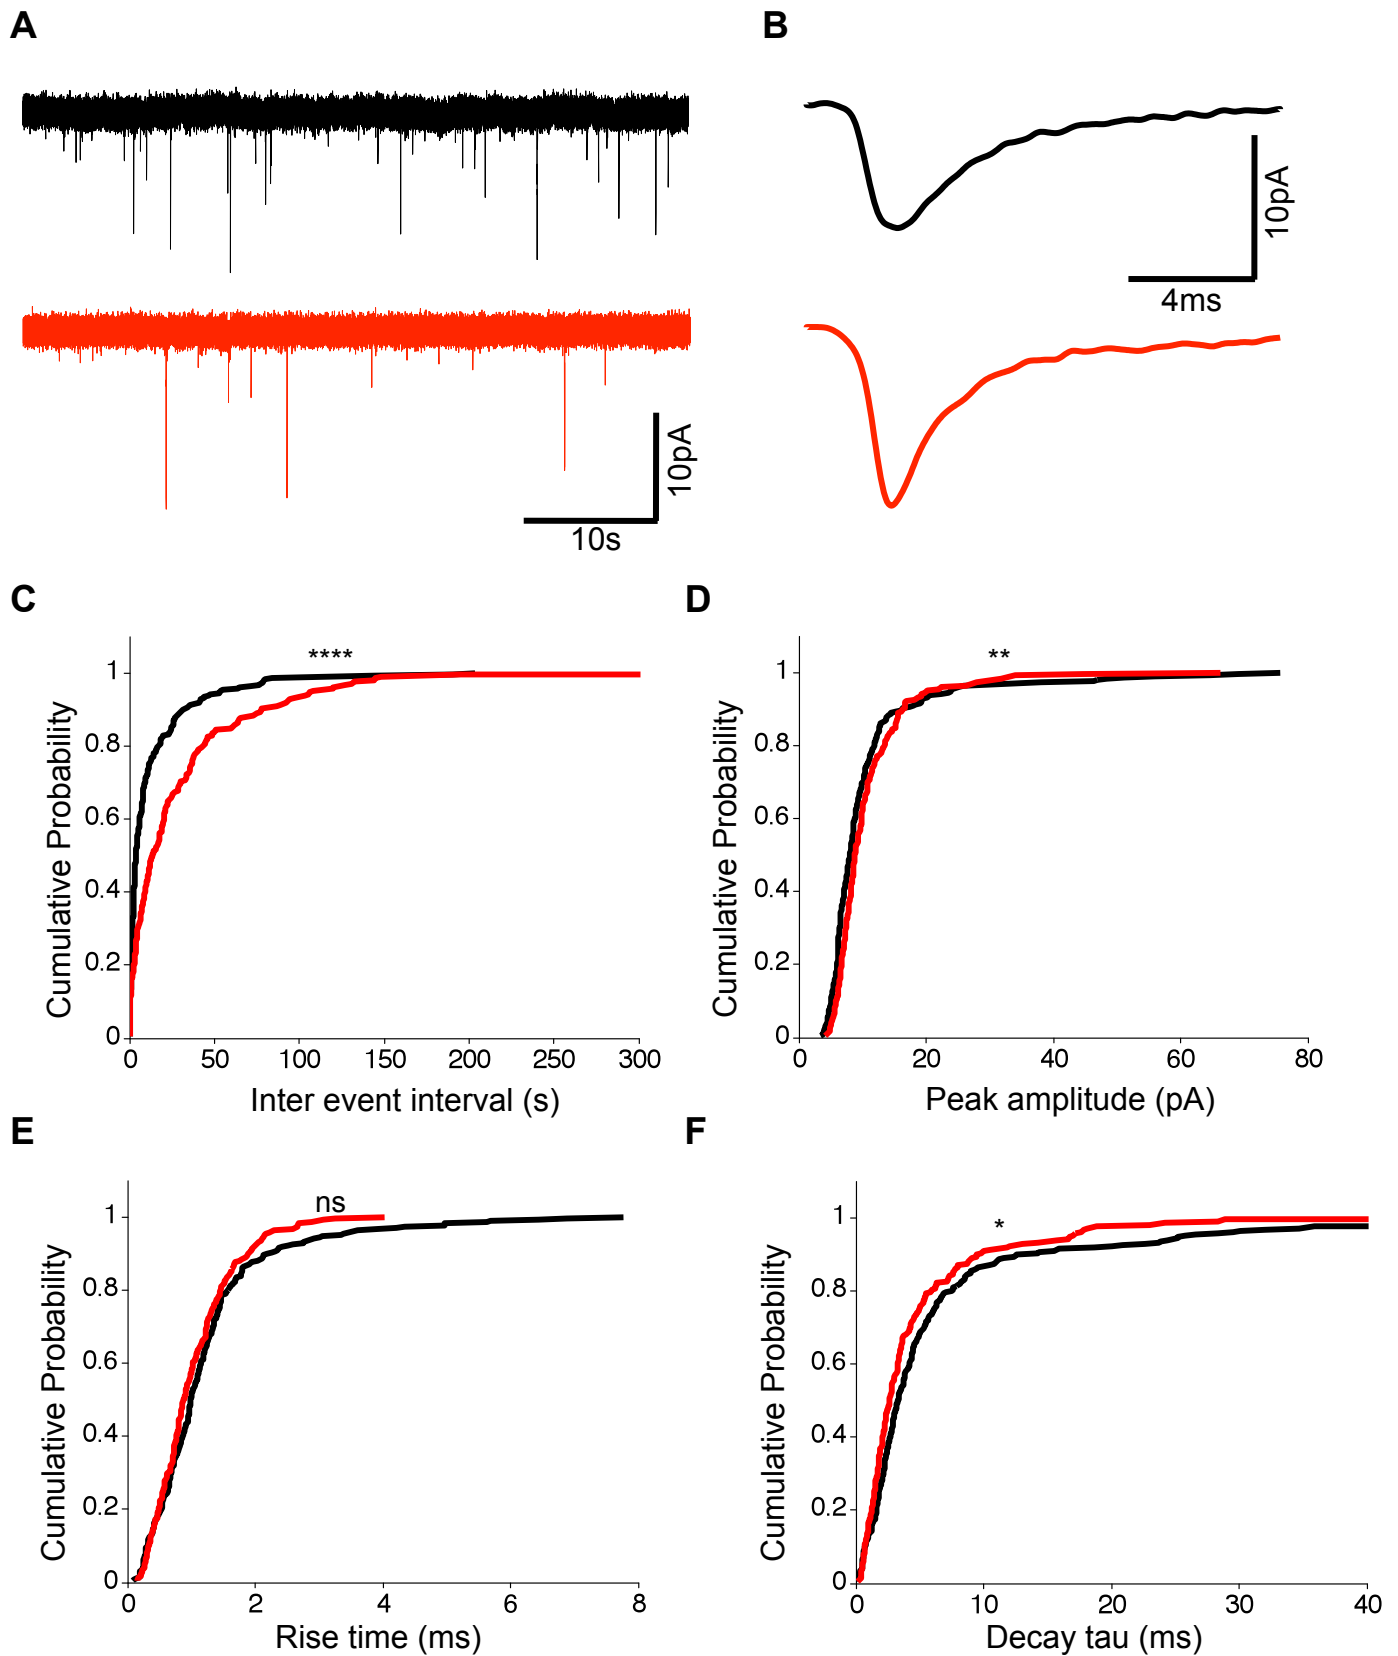 A
B
10pA
4ms
10pA
10s
C
D
****
1
0.8
0.6
0.4
0.2
0
Cumulative Probability
0 50 100 150 200 250 300
Inter event interval (s)
**
1
0.8
0.6
0.4
0.2
0
Cumulative Probability
0 20 40 60 80
Peak amplitude (pA)
E
F
ns
1
0.8
0.6
0.4
0.2
0
Cumulative Probability
0 2 4 6 8
Rise time (ms)
*
1
0.8
0.6
0.4
0.2
0
Cumulative Probability
0 10 20 30 40
Decay tau (ms)